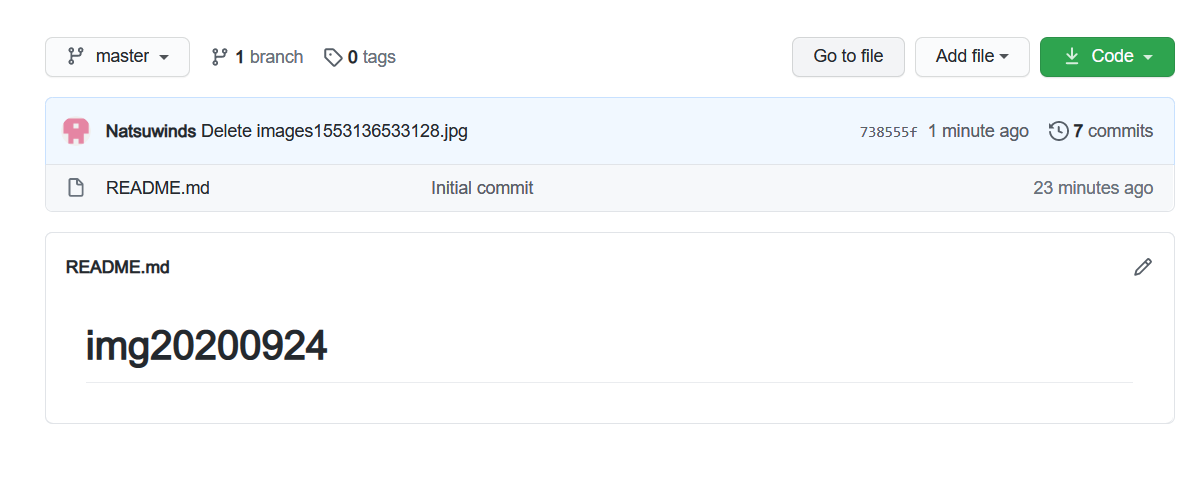 master 1 branch 0 tags Go to file Add file Code
Natsuwinds Delete images1553136533128.jpg 738555f 1 minute ago 7 commits
README.md Initial commit 23 minutes ago
README.md
img20200924